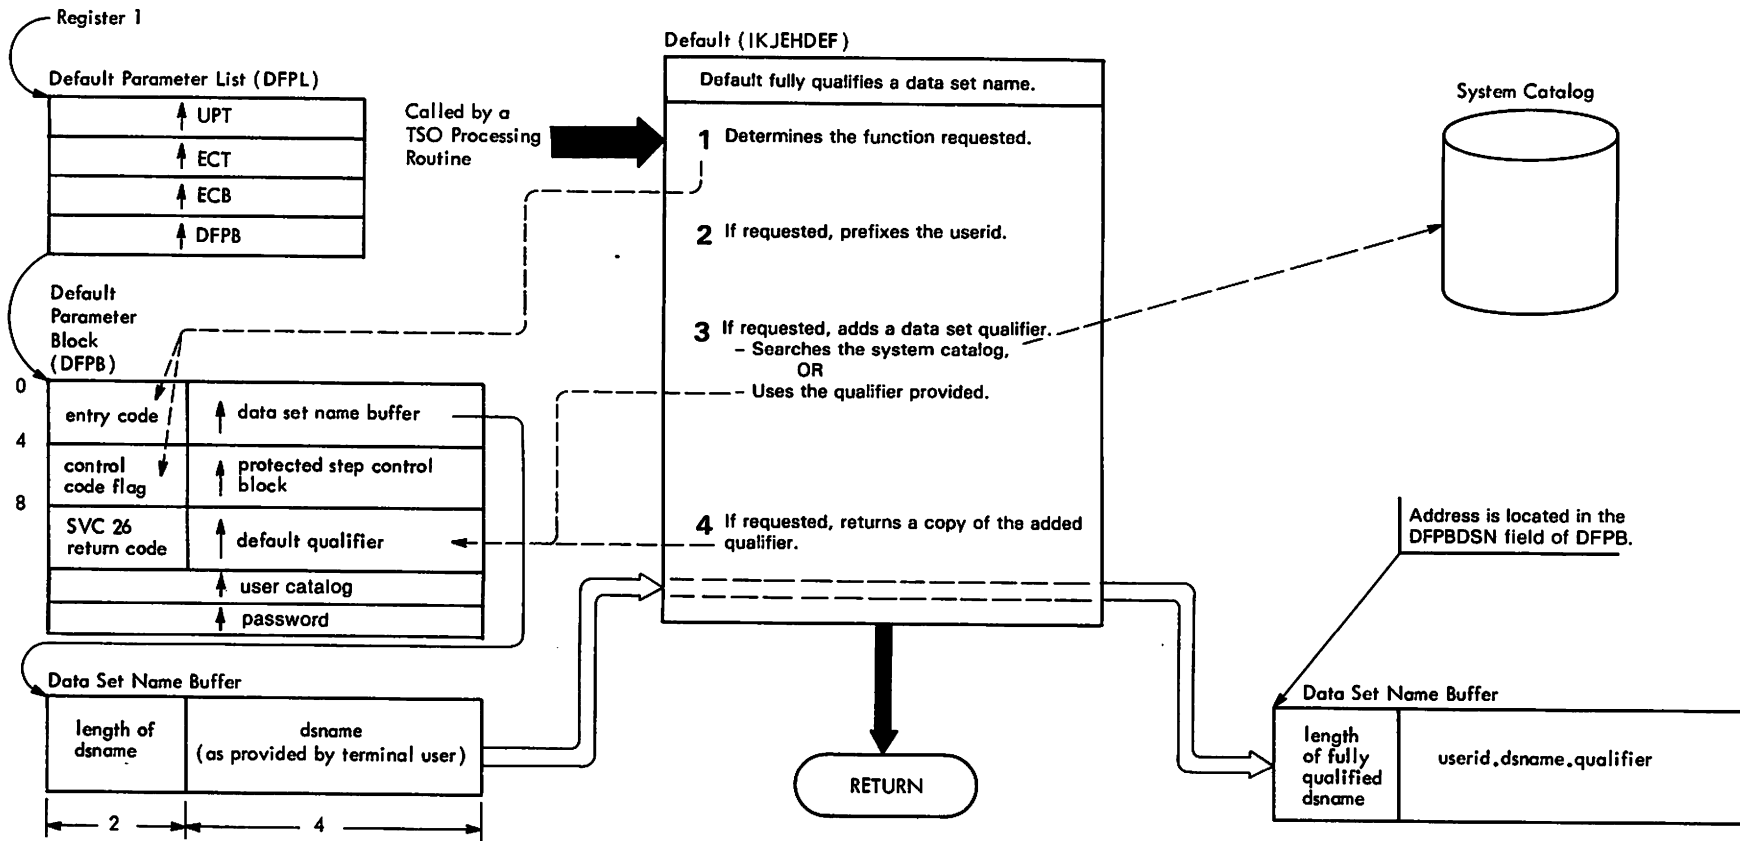 Register 1
Default Parameter List (DFPL)
UPT
ECT
ECB
DFPB
Default
Parameter
Block
(DFPB)
0
entry code
data set name buffer
4
control
code flag
protected step control
block
8
SVC 26
return code
default qualifier
user catalog
password
Data Set Name Buffer
length of
dsname
dsname
(as provided by terminal user)
2
4
Called by a
TSO Processing
Routine
Default (IKJEHDEF)
Default fully qualifies a data set name.
1 Determines the function requested.
2 If requested, prefixes the userid.
3 If requested, adds a data set qualifier.
– Searches the system catalog,
OR
– Uses the qualifier provided.
4 If requested, returns a copy of the added
qualifier.
RETURN
System Catalog
Address is located in the
DFPBDSN field of DFPB.
Data Set Name Buffer
length
of fully
qualified
dsname
userid.dsname.qualifier